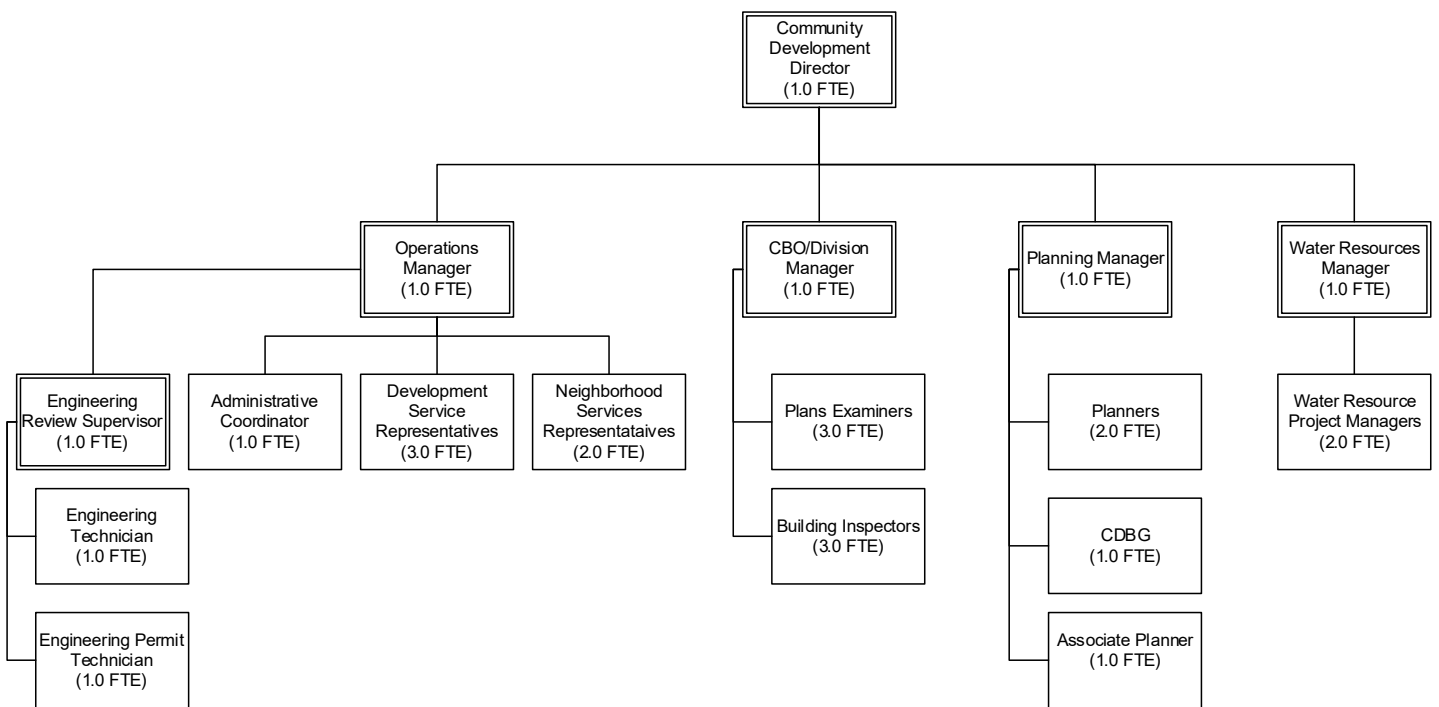 Community
Development
Director
(1.0 FTE)
Operations
Manager
(1.0 FTE)
CBO/Division
Manager
(1.0 FTE)
Planning Manager
(1.0 FTE)
Water Resources
Manager
(1.0 FTE)
Engineering
Review Supervisor
(1.0 FTE)
Administrative
Coordinator
(1.0 FTE)
Development
Service
Representatives
(3.0 FTE)
Neighborhood
Services
Representataives
(2.0 FTE)
Plans Examiners
(3.0 FTE)
Planners
(2.0 FTE)
Water Resource
Project Managers
(2.0 FTE)
Engineering
Technician
(1.0 FTE)
Building Inspectors
(3.0 FTE)
CDBG
(1.0 FTE)
Engineering Permit
Technician
(1.0 FTE)
Associate Planner
(1.0 FTE)